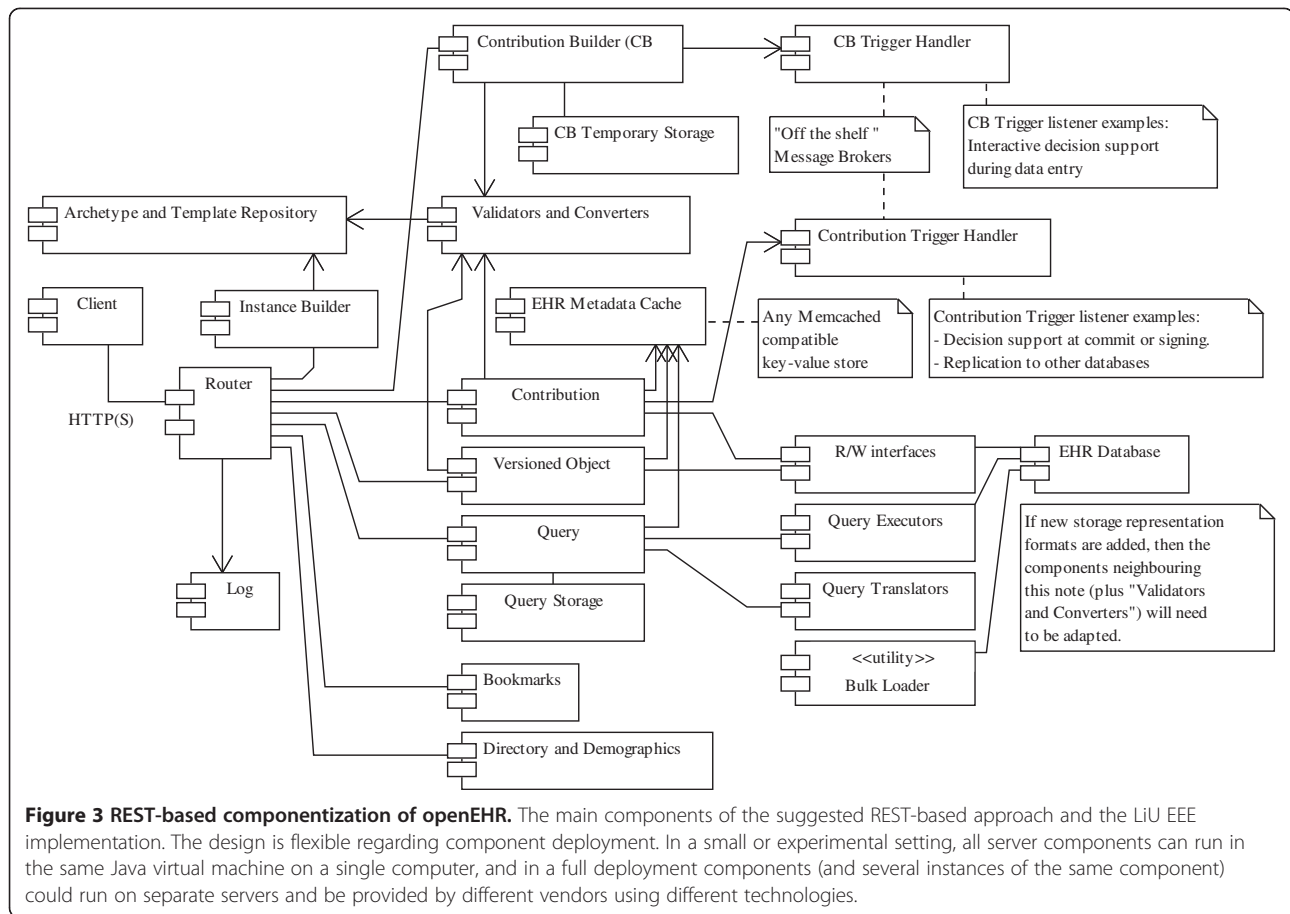 Contribution Builder (CB
CB Trigger Handler
CB Temporary Storage
"Off the shelf "
Message Brokers
CB Trigger listener examples:
Interactive decision support
during data entry
Archetype and Template Repository
Validators and Converters
Contribution Trigger Handler
Client
Instance Builder
EHR Metadata Cache
Any Memcached
compatible
key-value store
Contribution Trigger listener examples:
- Decision support at commit or signing.
- Replication to other databases
Router
HTTP(S)
Contribution
Versioned Object
R/W interfaces
EHR Database
Query
Query Executors
If new storage representation
formats are added, then the
components neighbouring
this note (plus "Validators
and Converters") will need
to be adapted.
Log
Query Storage
Query Translators
<<utility>>
Bulk Loader
Bookmarks
Directory and Demographics
Figure 3 REST-based componentization of openEHR. The main components of the suggested REST-based approach and the LiU EEE
implementation. The design is flexible regarding component deployment. In a small or experimental setting, all server components can run in
the same Java virtual machine on a single computer, and in a full deployment components (and several instances of the same component)
could run on separate servers and be provided by different vendors using different technologies.